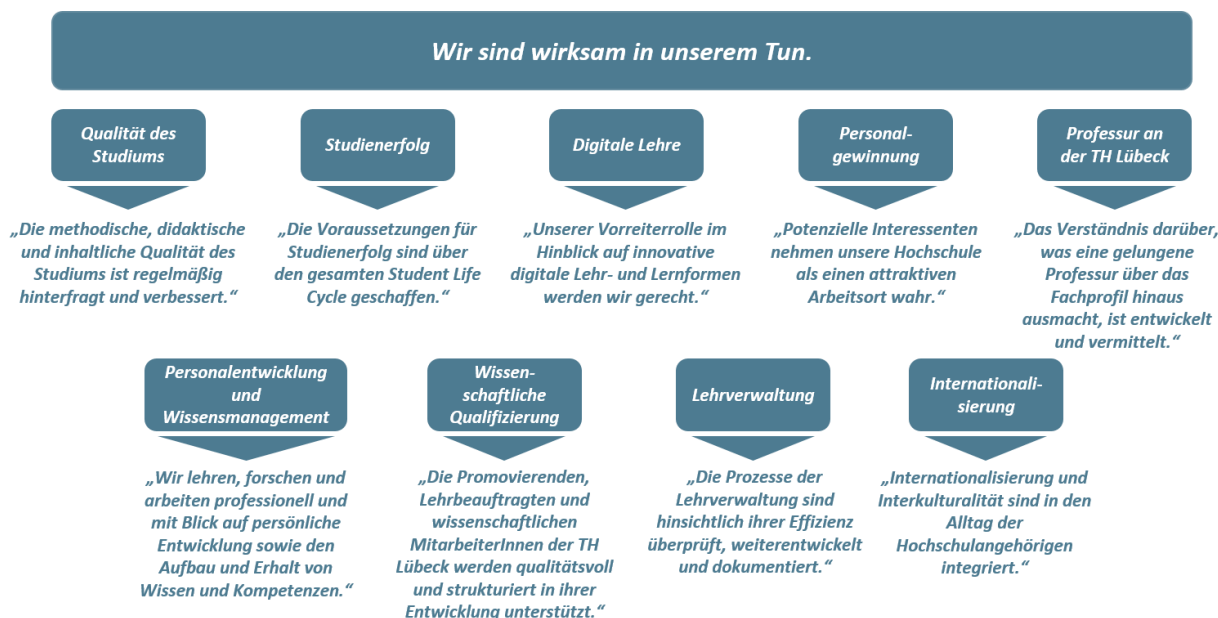 Wir sind wirksam in unserem Tun.
Qualität des
Studiums
„Die methodische, didaktische
und inhaltliche Qualität des
Studiums ist regelmäßig
hinterfragt und verbessert.“
Studienerfolg
„Die Voraussetzungen für
Studienerfolg sind über
den gesamten Student Life
Cycle geschaffen.“
Digitale Lehre
„Unserer Vorreiterrolle im
Hinblick auf innovative
digitale Lehr- und Lernformen
werden wir gerecht.“
Personal-
gewinnung
„Potenzielle Interessenten
nehmen unsere Hochschule
als einen attraktiven
Arbeitsort wahr.“
Professur an
der TH Lübeck
„Das Verständnis darüber,
was eine gelungene
Professur über das
Fachprofil hinaus
ausmacht, ist entwickelt
und vermittelt.“
Personalentwicklung
und
Wissensmanagement
„Wir lehren, forschen und
arbeiten professionell und
mit Blick auf persönliche
Entwicklung sowie den
Aufbau und Erhalt von
Wissen und Kompetenzen.“
Wissen-
schaftliche
Qualifizierung
„Die Promovierenden,
Lehrbeauftragten und
wissenschaftlichen
MitarbeiterInnen der TH
Lübeck werden qualitätsvoll
und strukturiert in ihrer
Entwicklung unterstützt.“
Lehrverwaltung
„Die Prozesse der
Lehrverwaltung sind
hinsichtlich ihrer Effizienz
überprüft, weiterentwickelt
und dokumentiert.“
Internationali-
sierung
„Internationalisierung und
Interkulturalität sind in den
Alltag der
Hochschulangehörigen
integriert.“